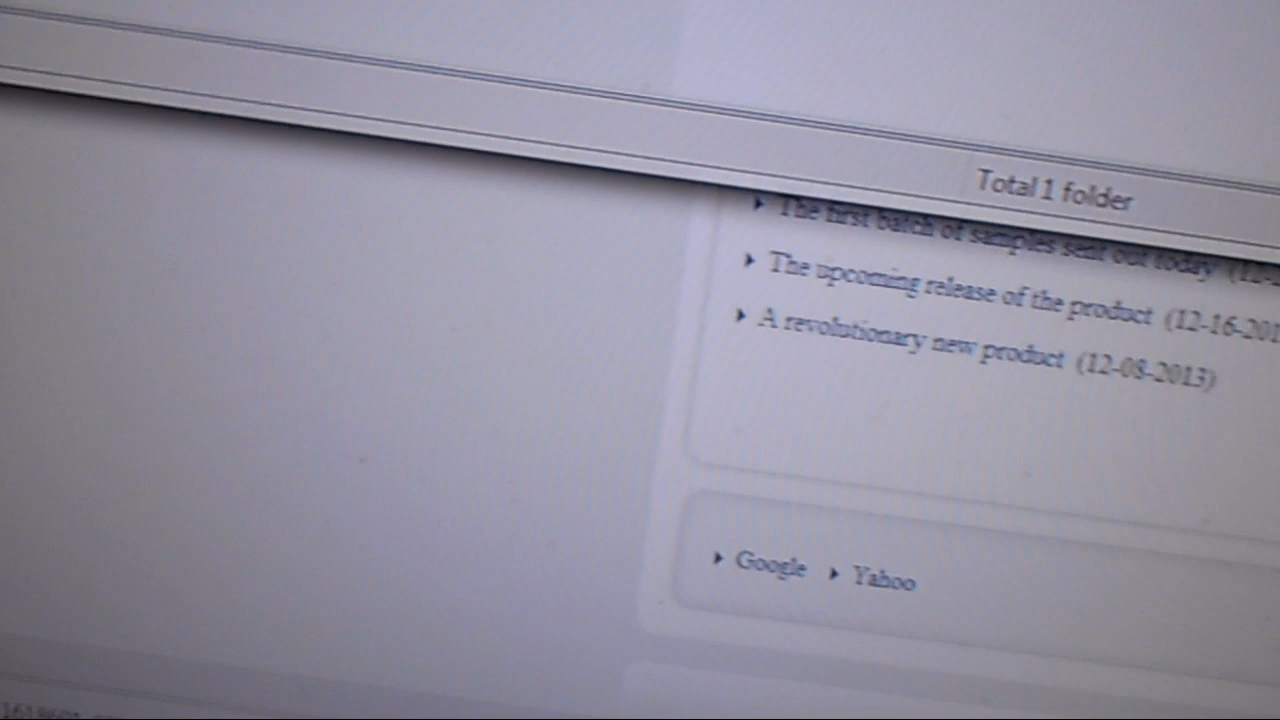 Total 1 folder
The first batch of samples sent out today (12-
The upcoming release of the product (12-16-201
A revolutionary new product (12-08-2013)
Google Yahoo